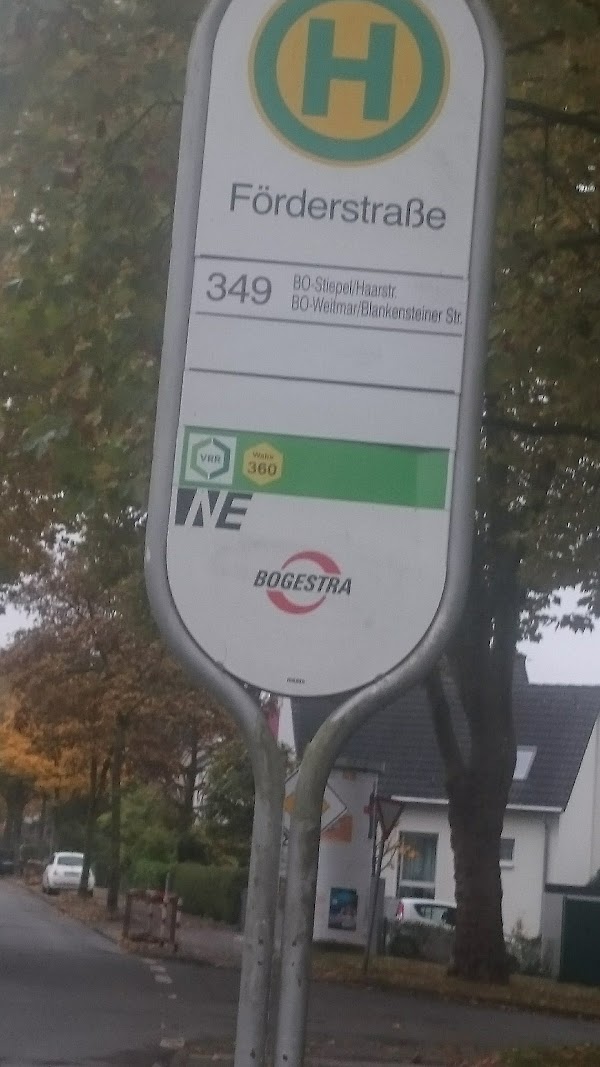 H
Förderstraße
349 BO-Stiepel/Haarstr.
BO-Weitmar/Blankensteiner Str.
VRR Wabe
360
NE
BOGESTRA